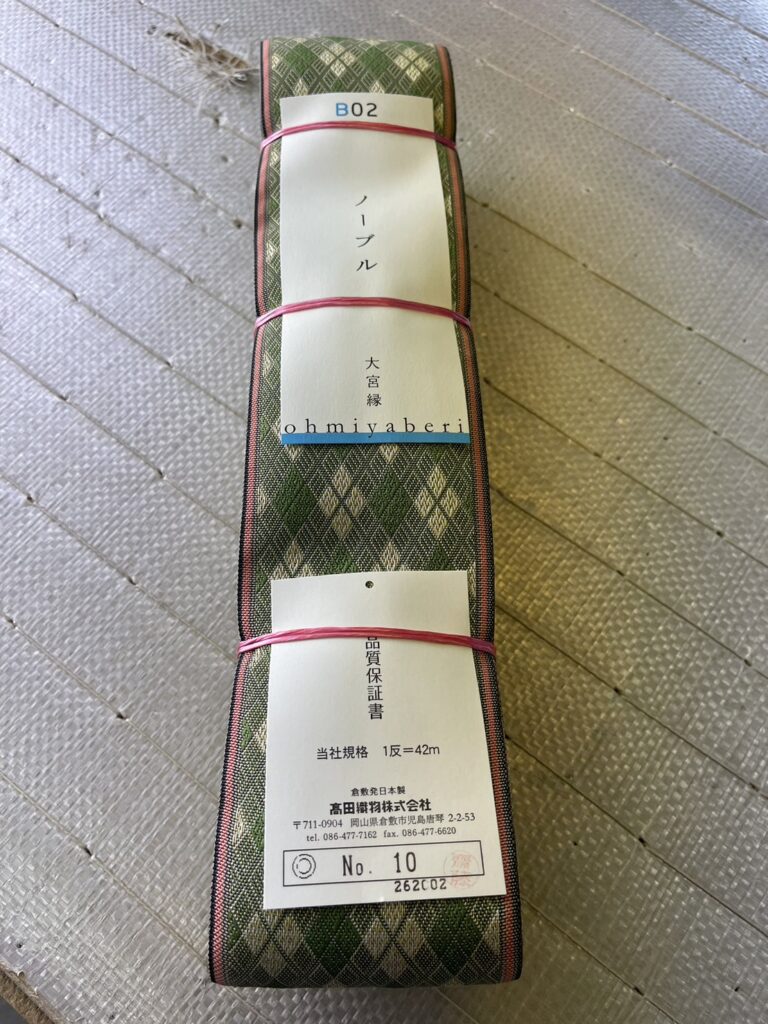 B02
ノーブル
大宮縁
ohmiyaberi
品質保証書
当社規格 1反=42m
倉敷発日本製
髙田織物株式会社
〒711-0904 岡山県倉敷市児島唐琴 2-2-53
tel. 086-477-7162 fax. 086-477-6620
No. 10
262C02